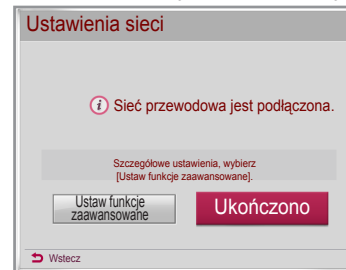 Ustawienia sieci
Sieć przewodowa jest podłączona.
Szczegółowe ustawienia, wybierz
[Ustaw funkcje zaawansowane].
Ustaw funkcje
zaawansowane
Ukończono
Wstecz